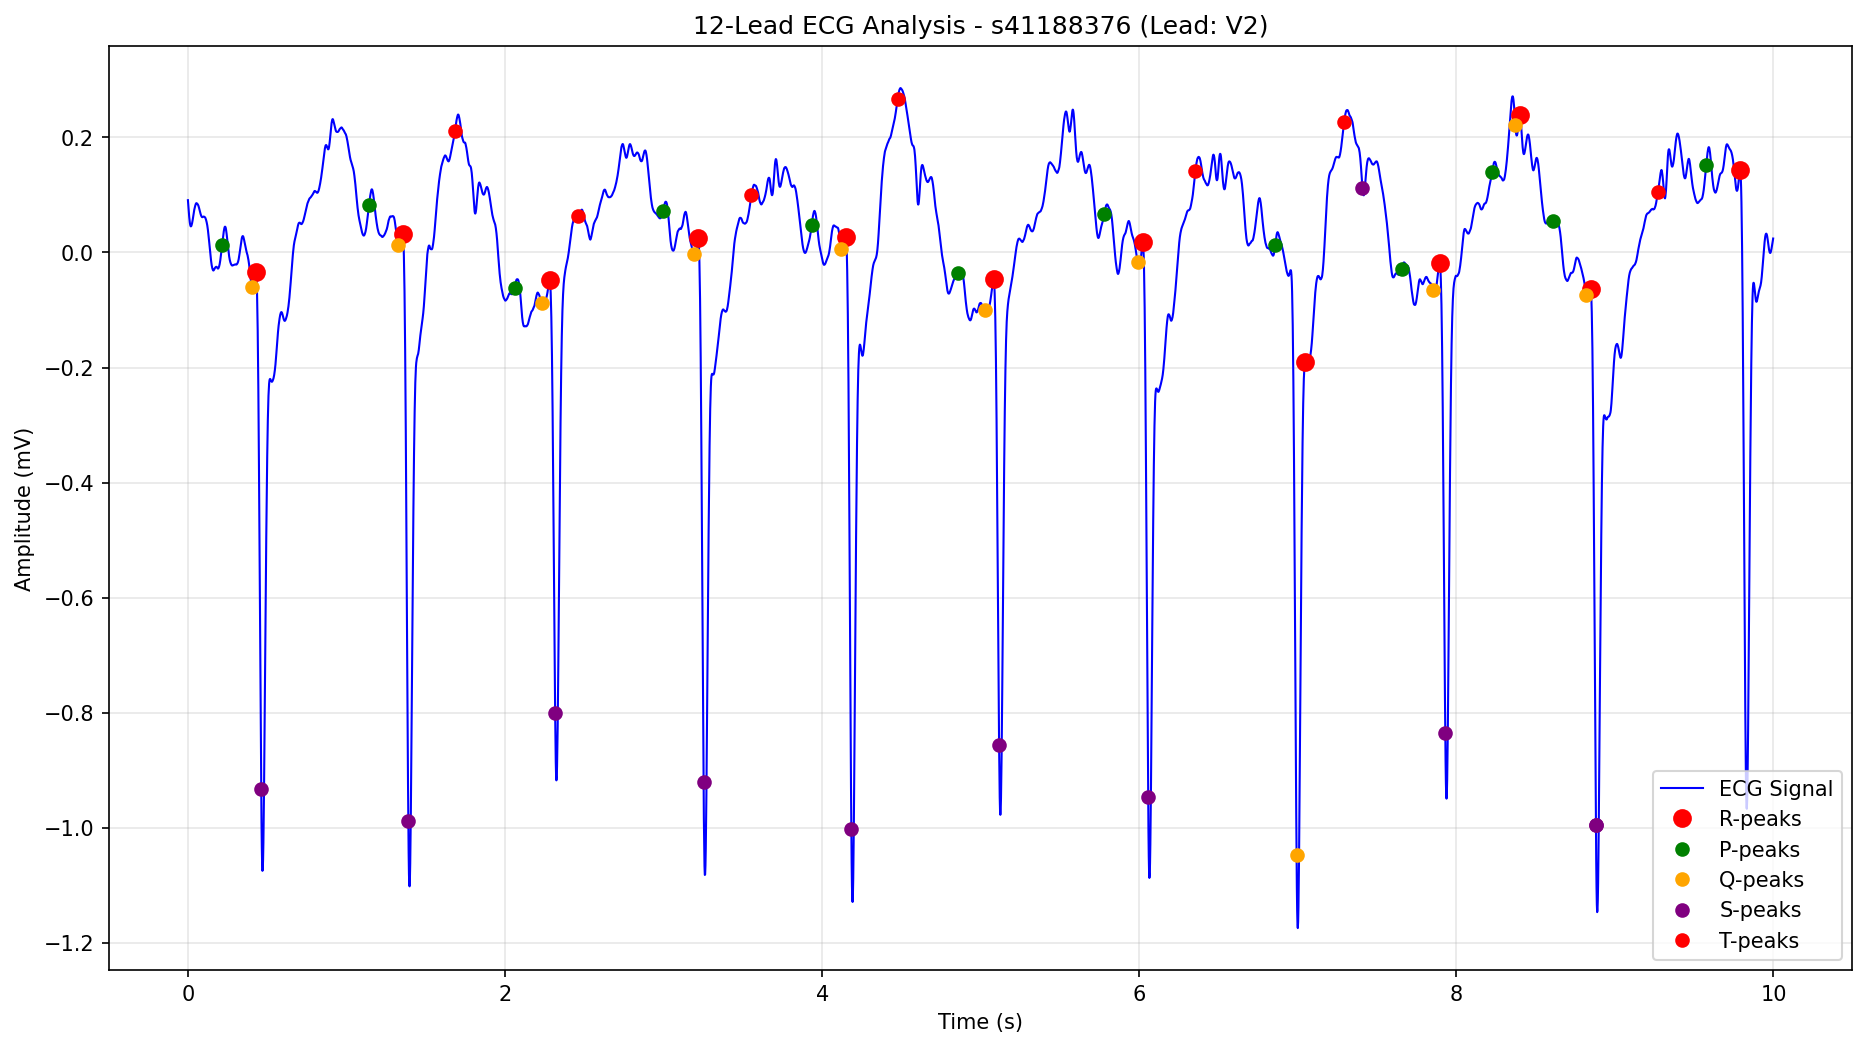 12-Lead ECG Analysis - s41188376 (Lead: V2)
Amplitude (mV)
0.2
0.0
−0.2
−0.4
−0.6
−0.8
−1.0
−1.2
ECG Signal
R-peaks
P-peaks
Q-peaks
S-peaks
T-peaks
0 2 4 6 8 10
Time (s)